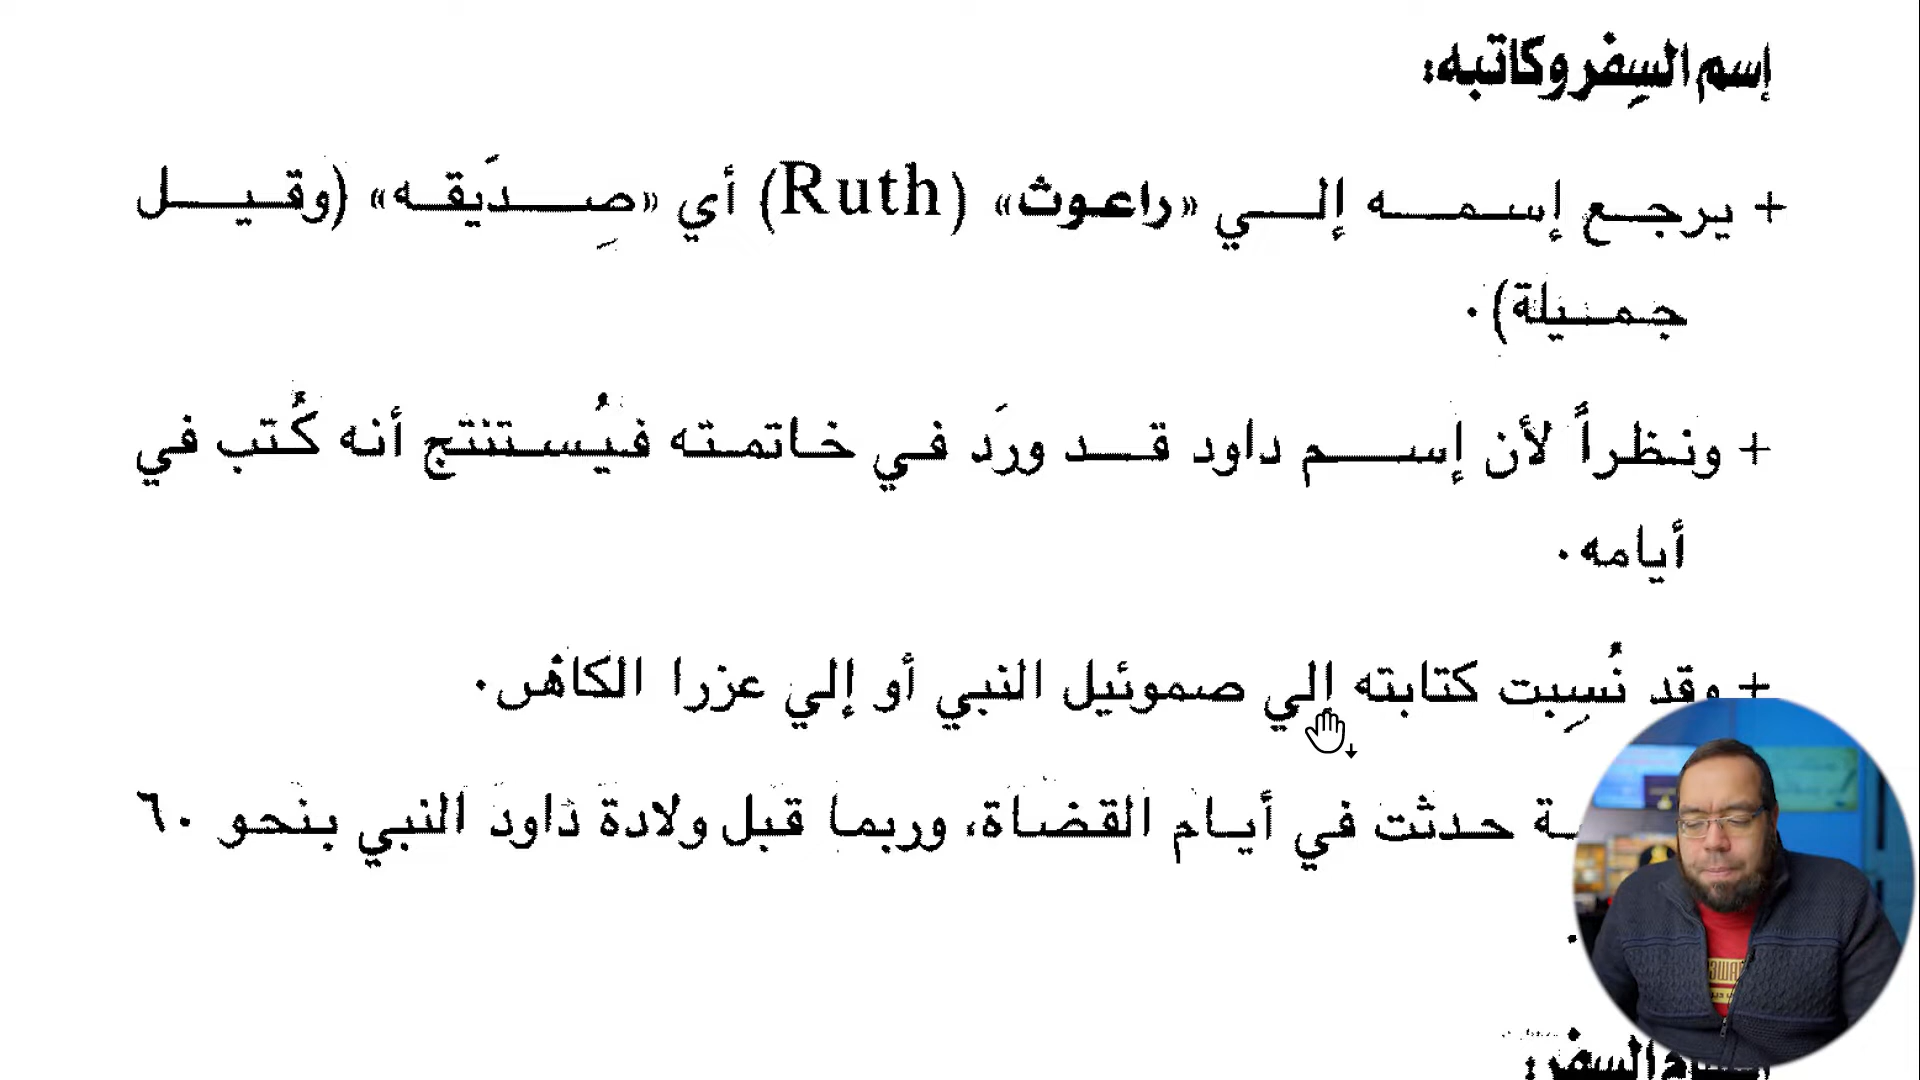 إسم السِفر وكاتبه:
+ يرجع إسمه إلي «راعوث» (Ruth) أي «صِدَيقه» (وقيل
جميلة).
+ ونظراً لأن إسم داود قد ورَد في خاتمته فيُستنتج أنه كُتب في
أيامه.
+ وقد نُسِبت كتابته إلي صموئيل النبي أو إلي عزرا الكاهن.
حدثت في أيام القضاة، وربما قبل ولادة داود النبي بنحو ٦٠
السفر: